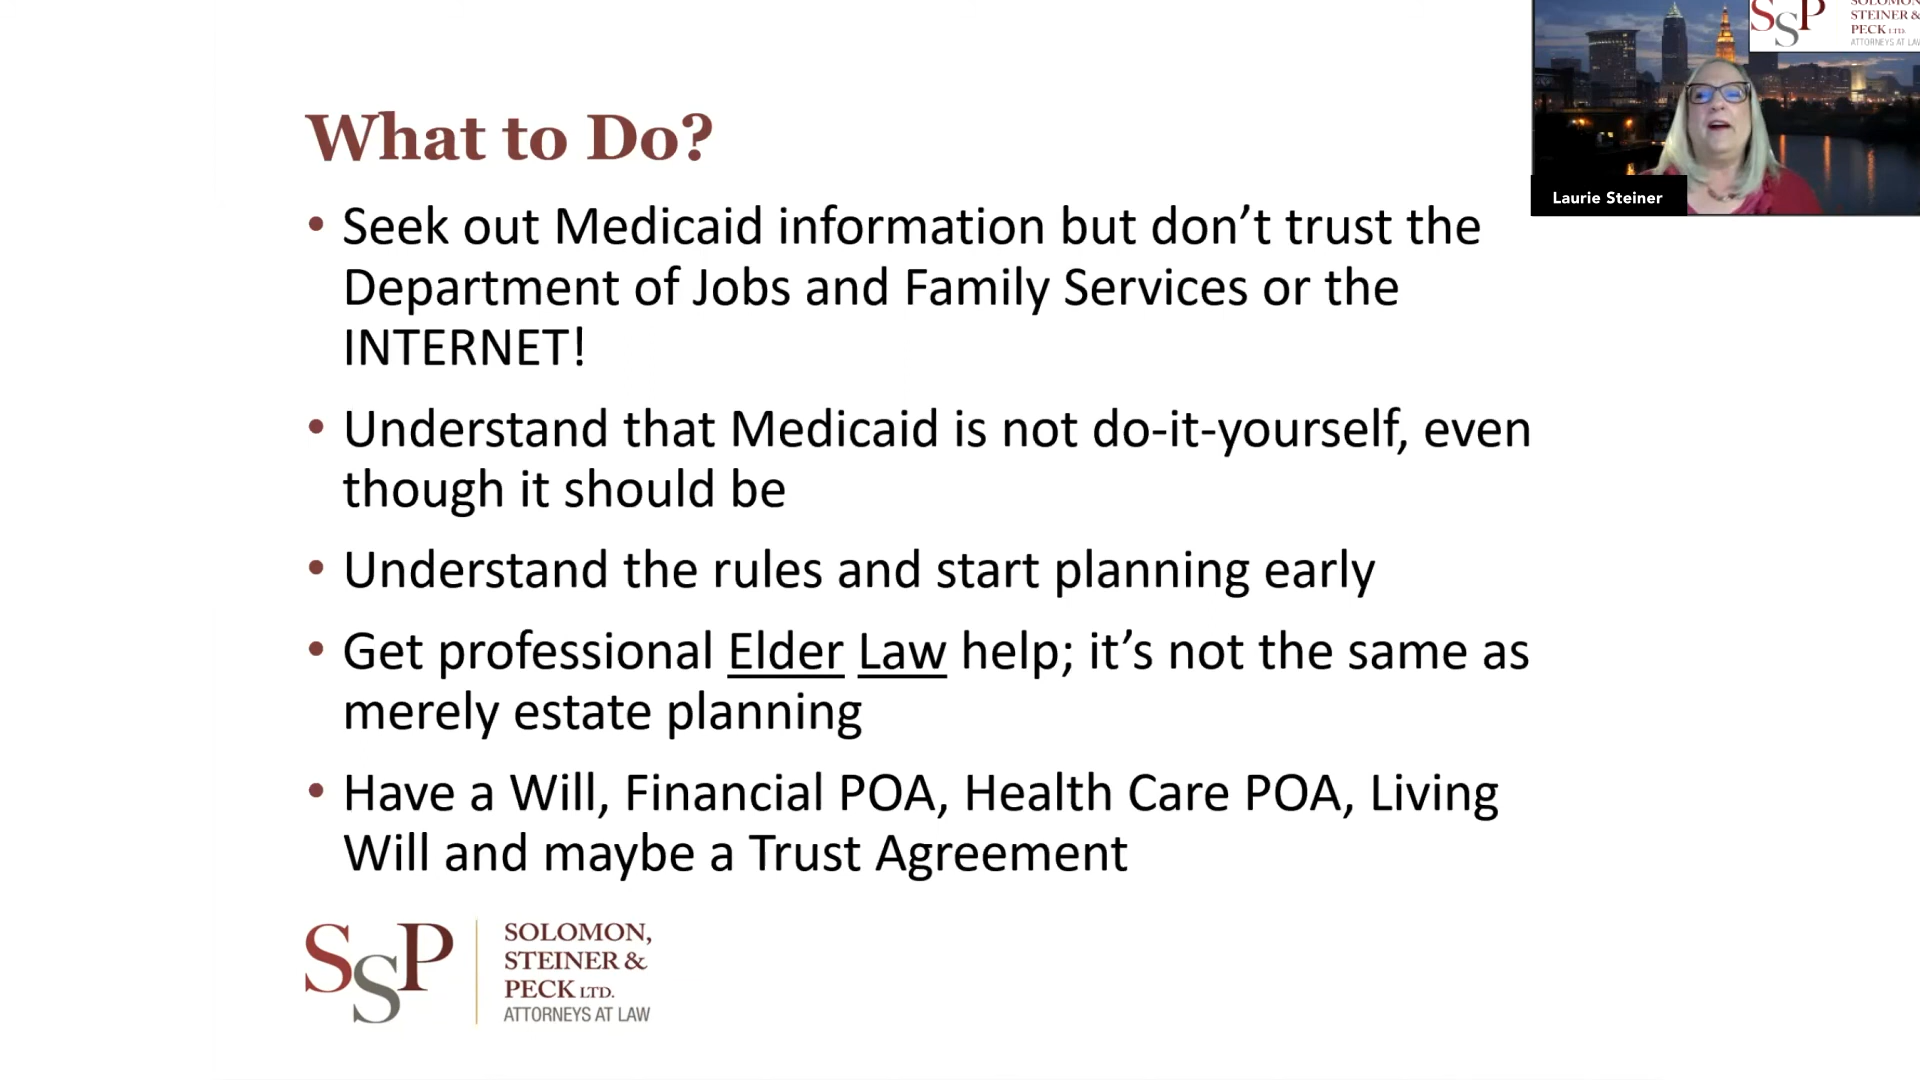 What to Do?
• Seek out Medicaid information but don’t trust the
Department of Jobs and Family Services or the
INTERNET!
• Understand that Medicaid is not do-it-yourself, even
though it should be
• Understand the rules and start planning early
• Get professional Elder Law help; it’s not the same as
merely estate planning
• Have a Will, Financial POA, Health Care POA, Living
Will and maybe a Trust Agreement
SSP
SOLOMON,
STEINER &
PECK LTD.
ATTORNEYS AT LAW
SSP
SOLOMON,
STEINER &
PECK LTD.
ATTORNEYS AT LAW
Laurie Steiner